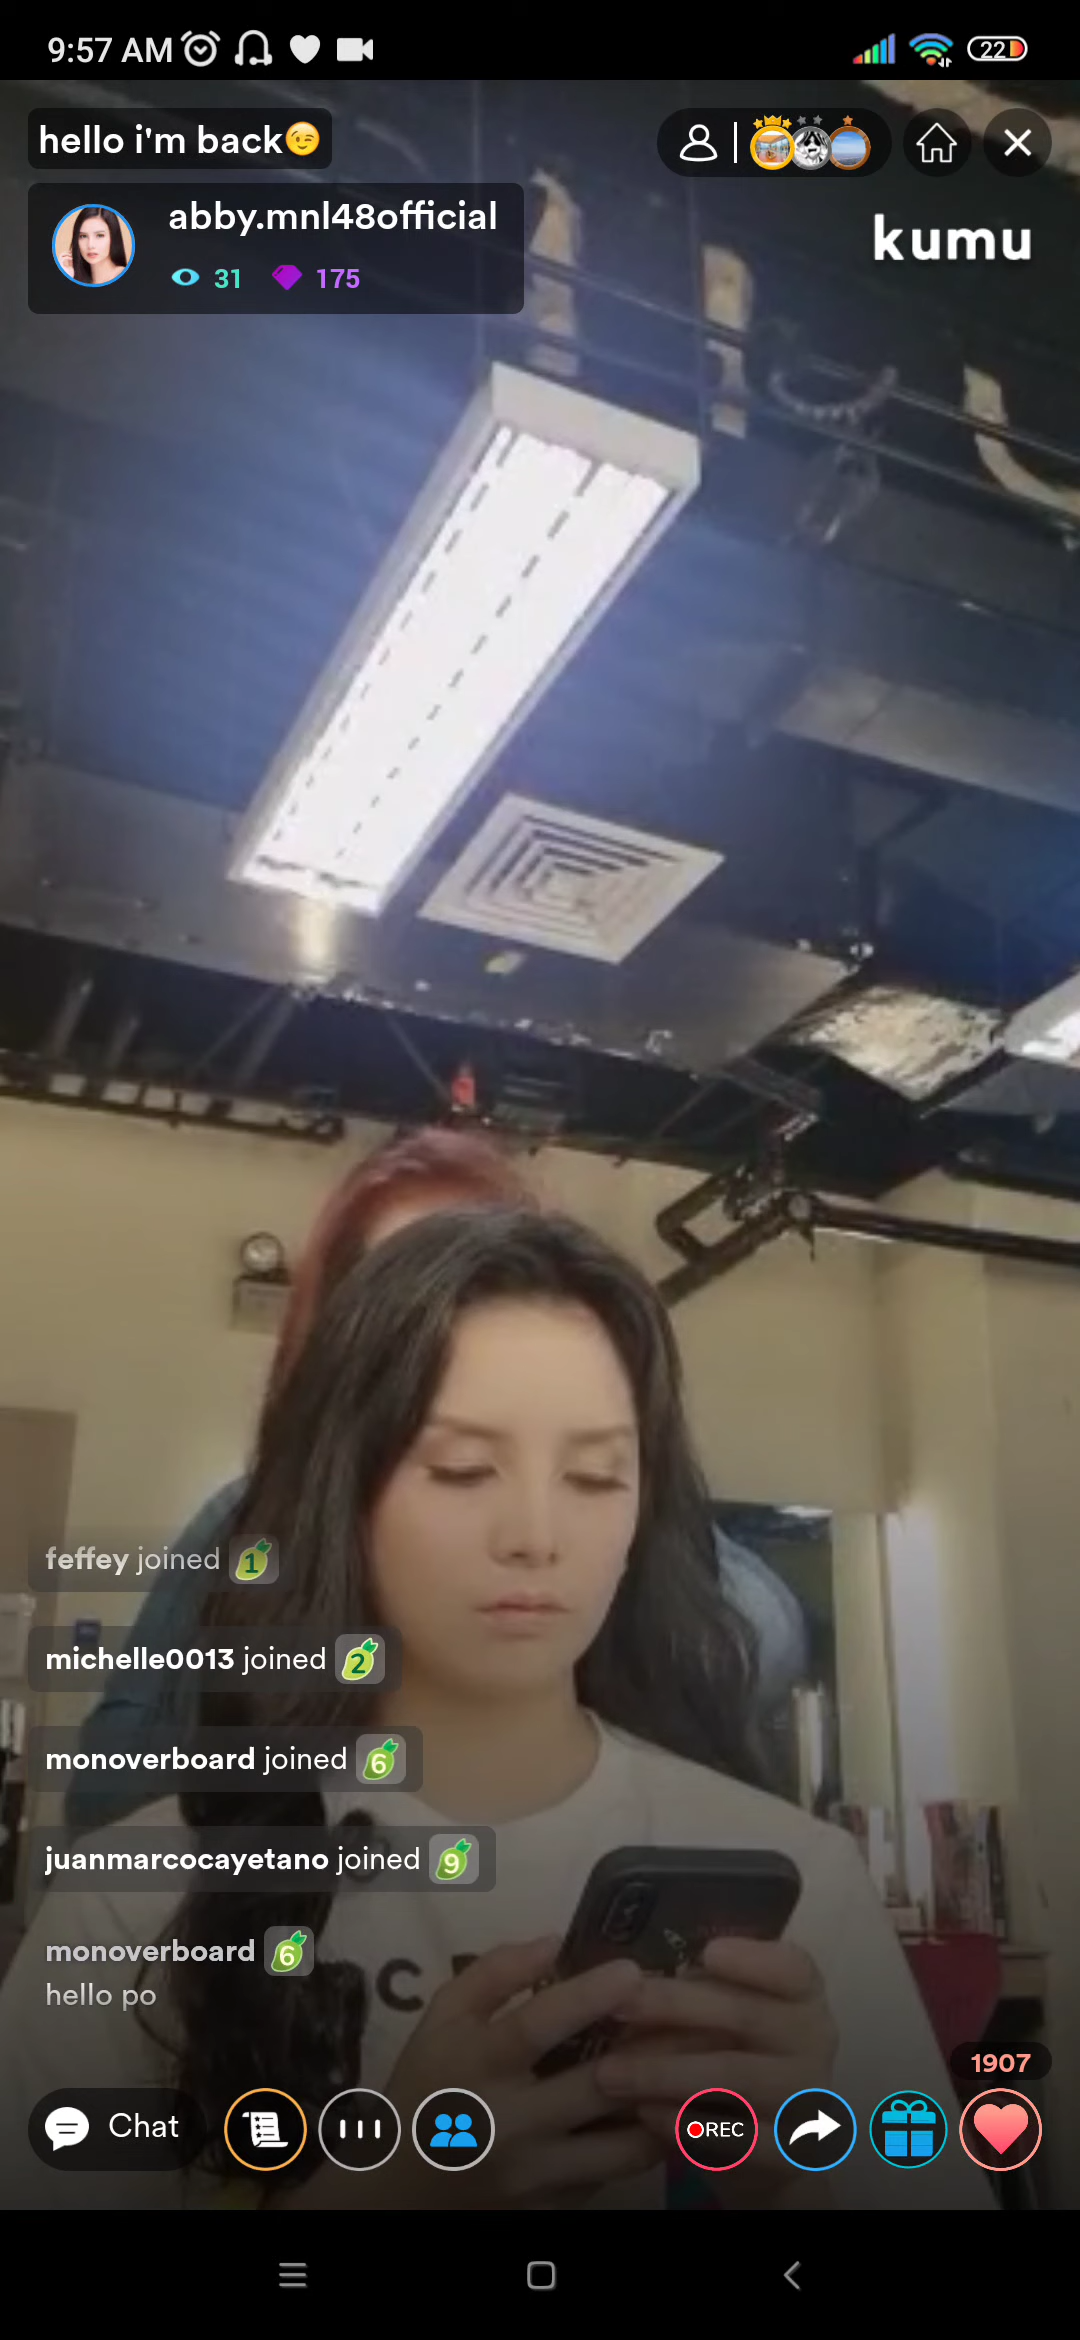 9:57 AM
22
hello i'm back😉
abby.mnl48official
31 175
kumu
feffey joined 1
michelle0013 joined 2
monoverboard joined 6
juanmarcocayetano joined 9
monoverboard 6
hello po
1907
Chat
REC